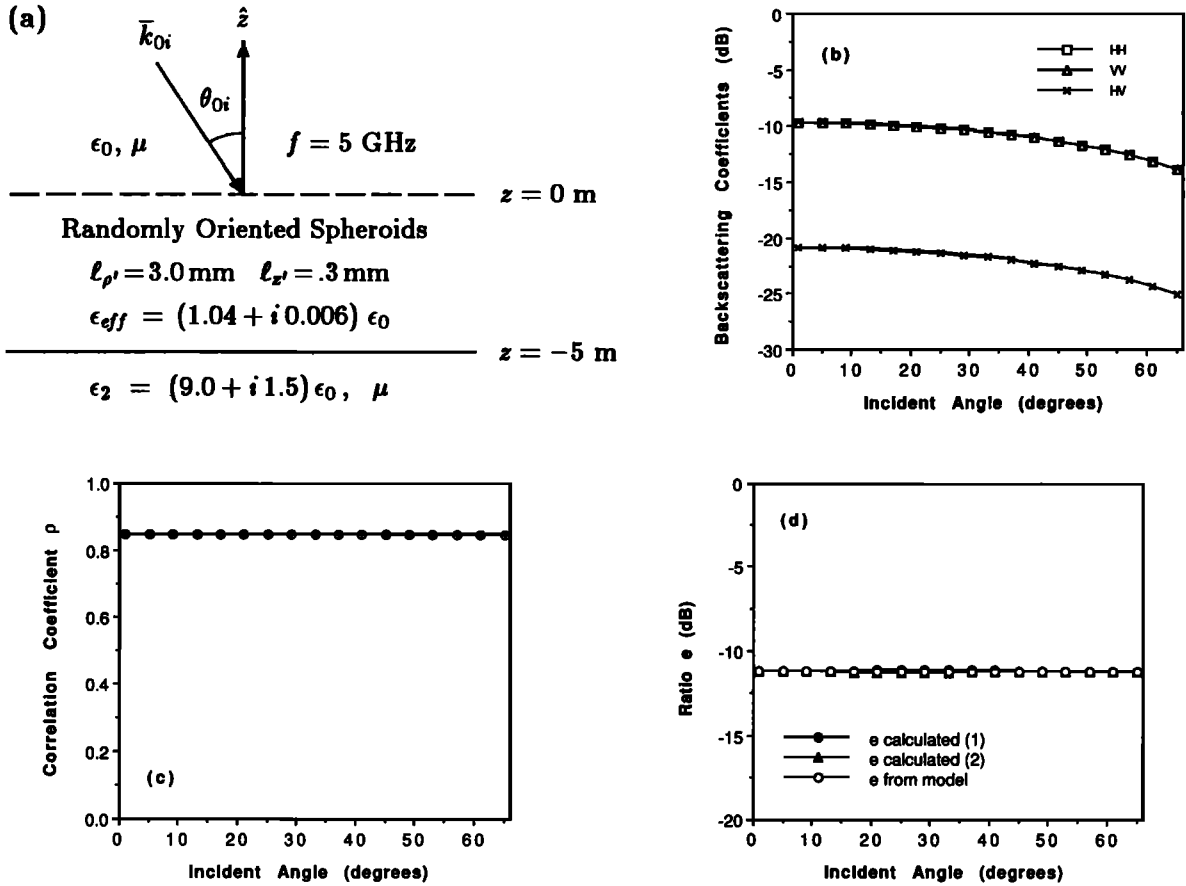 (a)
ẑ
k̄₀ᵢ
θ₀ᵢ
ϵ₀, μ
f = 5 GHz
z = 0 m
Randomly Oriented Spheroids
ℓρ′ = 3.0 mm ℓz′ = .3 mm
ϵeff = (1.04 + i 0.006) ϵ₀
z = −5 m
ϵ₂ = (9.0 + i 1.5) ϵ₀, μ
(b)
HH
VV
HV
Backscattering Coefficients (dB)
0
-5
-10
-15
-20
-25
-30
0 10 20 30 40 50 60
Incident Angle (degrees)
(c)
Correlation Coefficient ρ
1.0
0.8
0.6
0.4
0.2
0.0
0 10 20 30 40 50 60
Incident Angle (degrees)
(d)
Ratio e (dB)
0
-5
-10
-15
-20
e calculated (1)
e calculated (2)
e from model
0 10 20 30 40 50 60
Incident Angle (degrees)